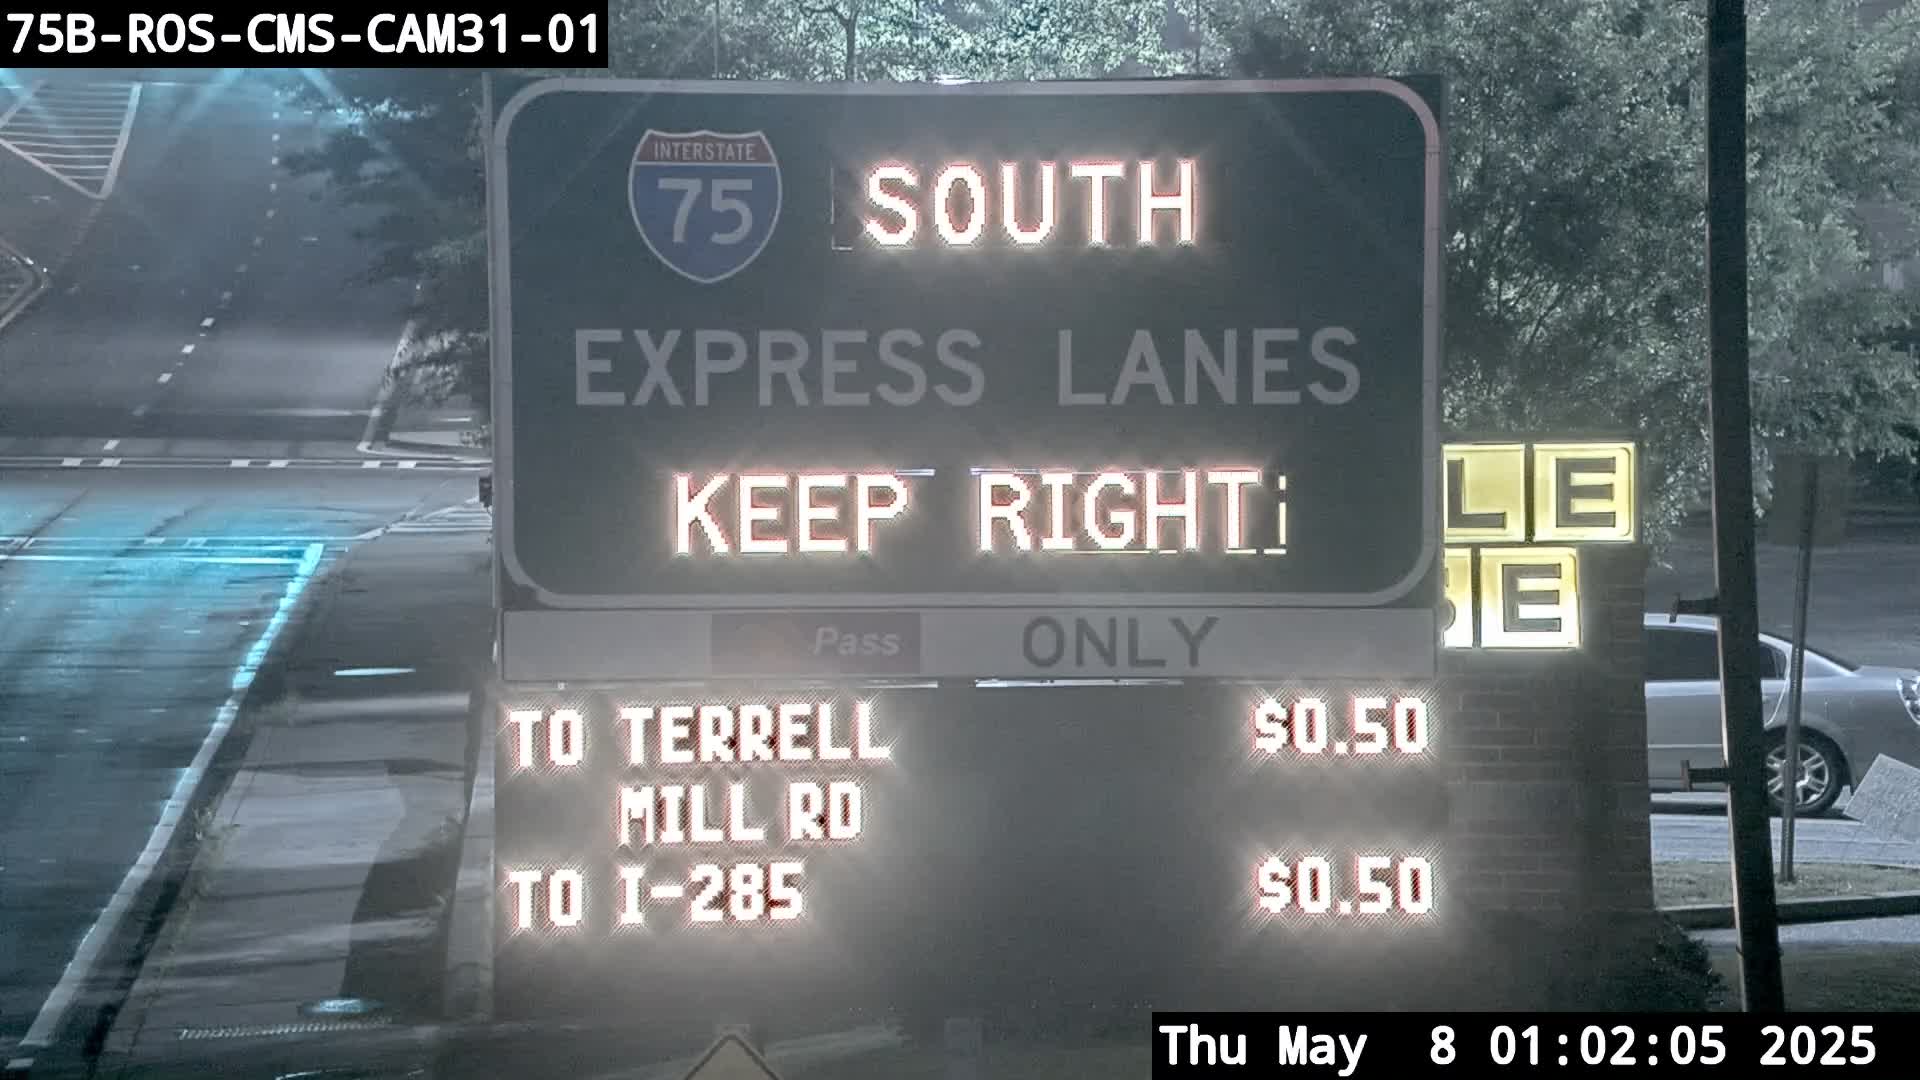 75B-ROS-CMS-CAM31-01
INTERSTATE
75
SOUTH
EXPRESS LANES
KEEP RIGHT
Pass ONLY
LE
E
TO TERRELL $0.50
MILL RD
TO I-285 $0.50
Thu May 8 01:02:05 2025